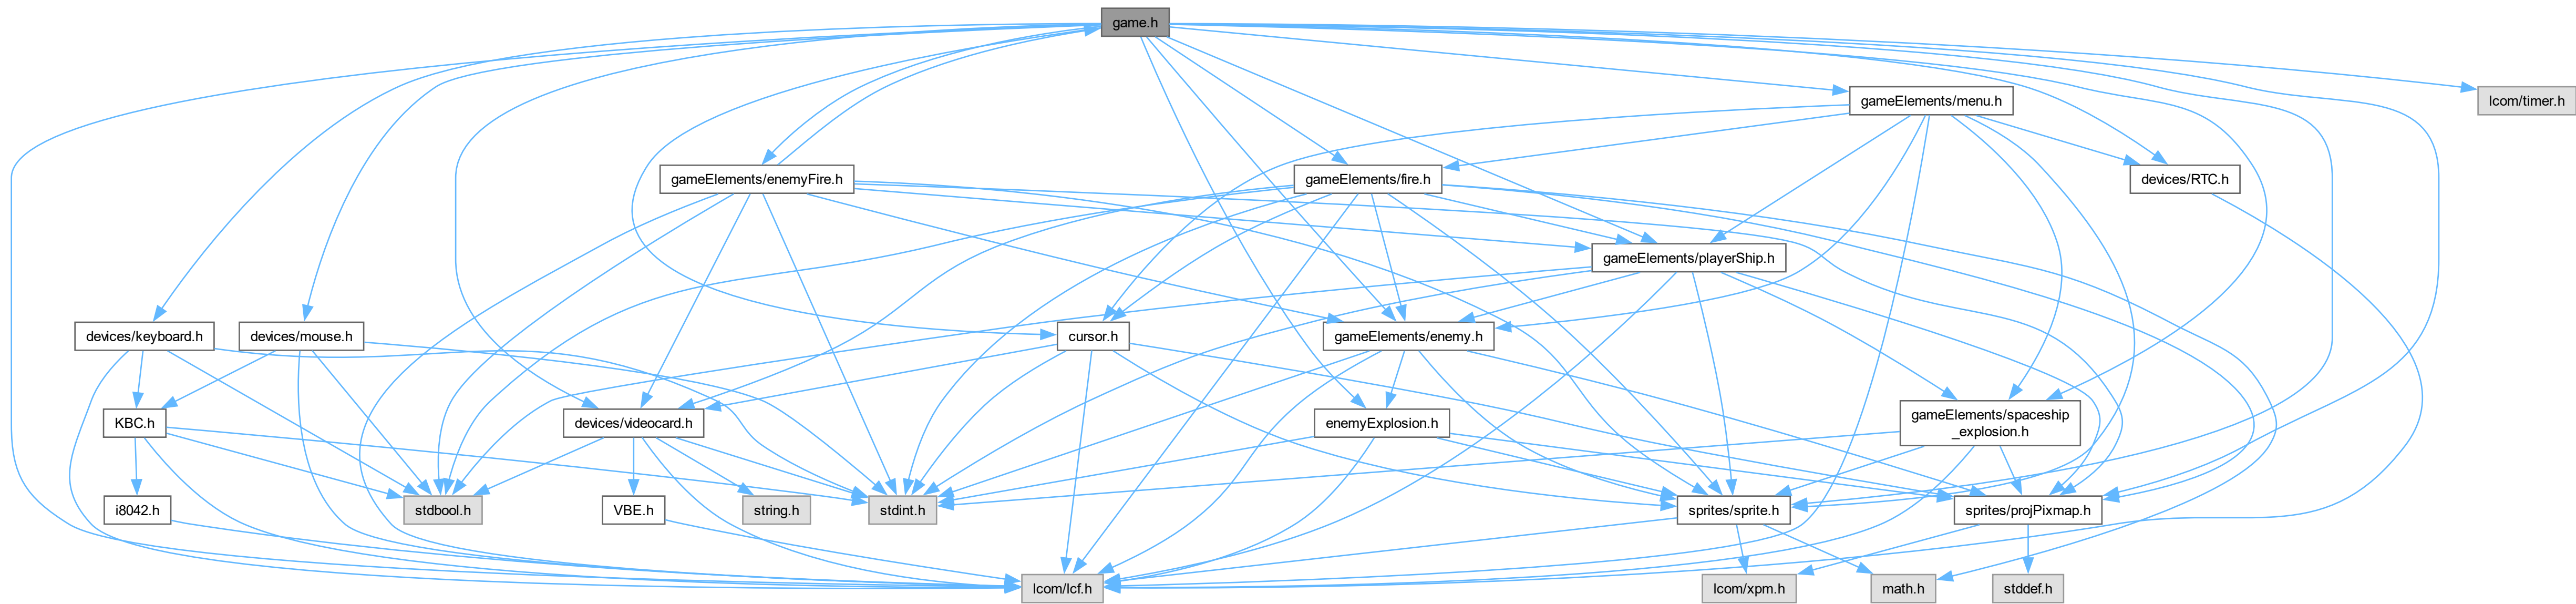 game.h
gameElements/menu.h
lcom/timer.h
gameElements/enemyFire.h
gameElements/fire.h
devices/RTC.h
gameElements/playerShip.h
devices/keyboard.h
devices/mouse.h
cursor.h
gameElements/enemy.h
KBC.h
devices/videocard.h
enemyExplosion.h
gameElements/spaceship
_explosion.h
i8042.h
stdbool.h
VBE.h
string.h
stdint.h
sprites/sprite.h
sprites/projPixmap.h
lcom/lcf.h
lcom/xpm.h
math.h
stddef.h